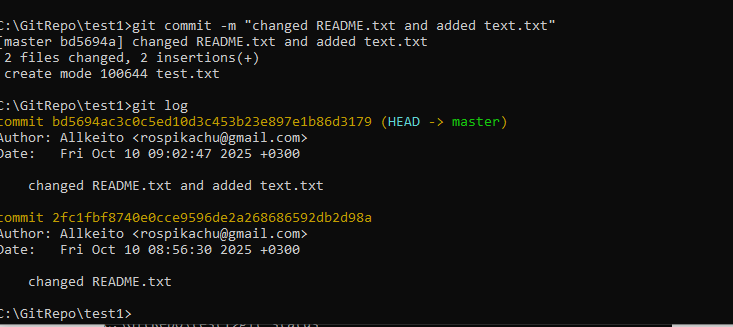 C:\GitRepo\test1>git commit -m "changed README.txt and added text.txt"
[master bd5694a] changed README.txt and added text.txt
 2 files changed, 2 insertions(+)
 create mode 100644 test.txt

C:\GitRepo\test1>git log
commit bd5694ac3c0c5ed10d3c453b23e897e1b86d3179 (HEAD -> master)
Author: Allkeito <rospikachu@gmail.com>
Date:   Fri Oct 10 09:02:47 2025 +0300

    changed README.txt and added text.txt

commit 2fc1fbf8740e0cce9596de2a268686592db2d98a
Author: Allkeito <rospikachu@gmail.com>
Date:   Fri Oct 10 08:56:30 2025 +0300

    changed README.txt

C:\GitRepo\test1>